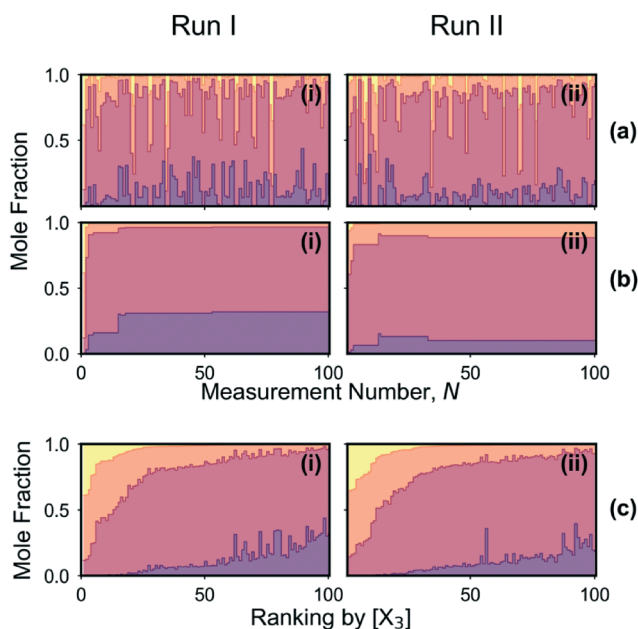 Run I Run II
1.0
(i) (ii)
0.5
(a)
Mole Fraction
1.0
(i) (ii)
0.5
(b)
0.0
0 50 100 50 100
Measurement Number, N
1.0
(i) (ii)
Mole Fraction
0.5
(c)
0.0
0 50 100 50 100
Ranking by [X₃]